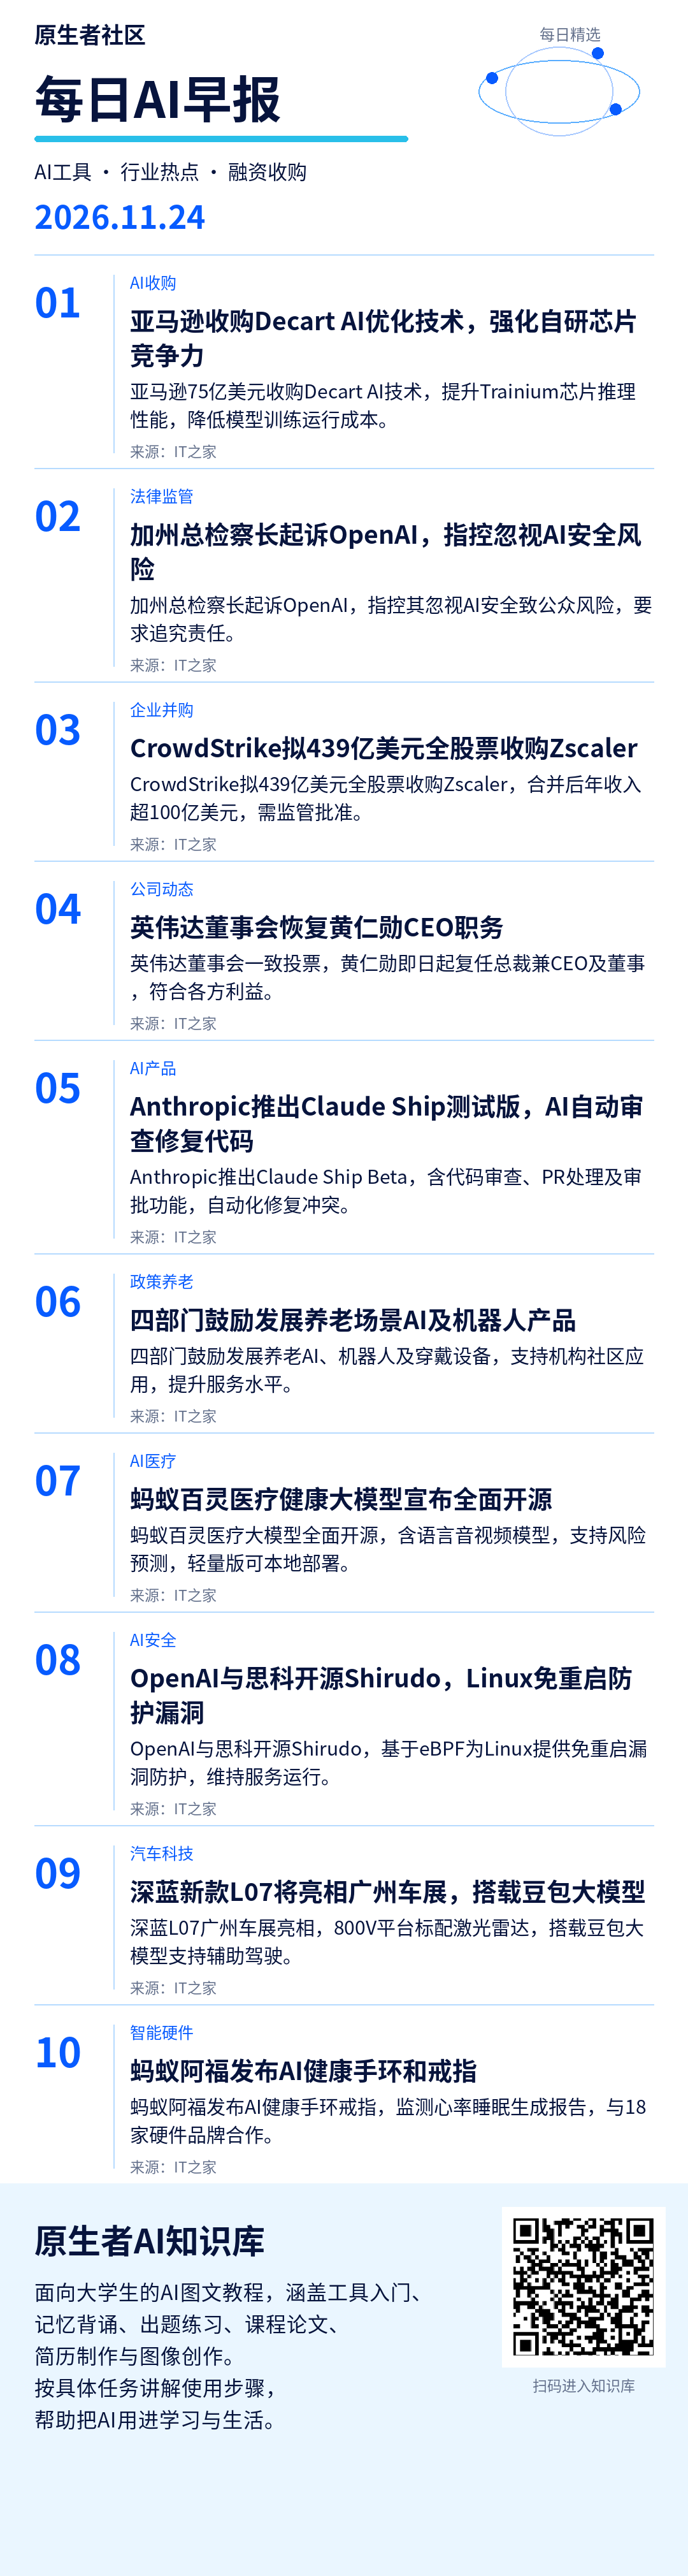 原生者社区
每日精选
每日AI早报
AI工具 · 行业热点 · 融资收购
2026.11.24
01
AI收购
亚马逊收购Decart AI优化技术，强化自研芯片
竞争力
亚马逊75亿美元收购Decart AI技术，提升Trainium芯片推理
性能，降低模型训练运行成本。
来源：IT之家
02
法律监管
加州总检察长起诉OpenAI，指控忽视AI安全风
险
加州总检察长起诉OpenAI，指控其忽视AI安全致公众风险，要
求追究责任。
来源：IT之家
03
企业并购
CrowdStrike拟439亿美元全股票收购Zscaler
CrowdStrike拟439亿美元全股票收购Zscaler，合并后年收入
超100亿美元，需监管批准。
来源：IT之家
04
公司动态
英伟达董事会恢复黄仁勋CEO职务
英伟达董事会一致投票，黄仁勋即日起复任总裁兼CEO及董事
，符合各方利益。
来源：IT之家
05
AI产品
Anthropic推出Claude Ship测试版，AI自动审
查修复代码
Anthropic推出Claude Ship Beta，含代码审查、PR处理及审
批功能，自动化修复冲突。
来源：IT之家
06
政策养老
四部门鼓励发展养老场景AI及机器人产品
四部门鼓励发展养老AI、机器人及穿戴设备，支持机构社区应
用，提升服务水平。
来源：IT之家
07
AI医疗
蚂蚁百灵医疗健康大模型宣布全面开源
蚂蚁百灵医疗大模型全面开源，含语言音视频模型，支持风险
预测，轻量版可本地部署。
来源：IT之家
08
AI安全
OpenAI与思科开源Shirudo，Linux免重启防
护漏洞
OpenAI与思科开源Shirudo，基于eBPF为Linux提供免重启漏
洞防护，维持服务运行。
来源：IT之家
09
汽车科技
深蓝新款L07将亮相广州车展，搭载豆包大模型
深蓝L07广州车展亮相，800V平台标配激光雷达，搭载豆包大
模型支持辅助驾驶。
来源：IT之家
10
智能硬件
蚂蚁阿福发布AI健康手环和戒指
蚂蚁阿福发布AI健康手环戒指，监测心率睡眠生成报告，与18
家硬件品牌合作。
来源：IT之家
原生者AI知识库
面向大学生的AI图文教程，涵盖工具入门、
记忆背诵、出题练习、课程论文、
简历制作与图像创作。
按具体任务讲解使用步骤，
帮助把AI用进学习与生活。
扫码进入知识库